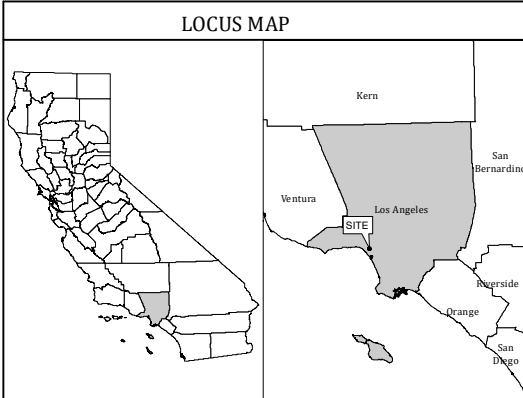 LOCUS MAP
Kern
San
Bernardino
Ventura
Los Angeles
SITE
Riverside
Orange
San
Diego